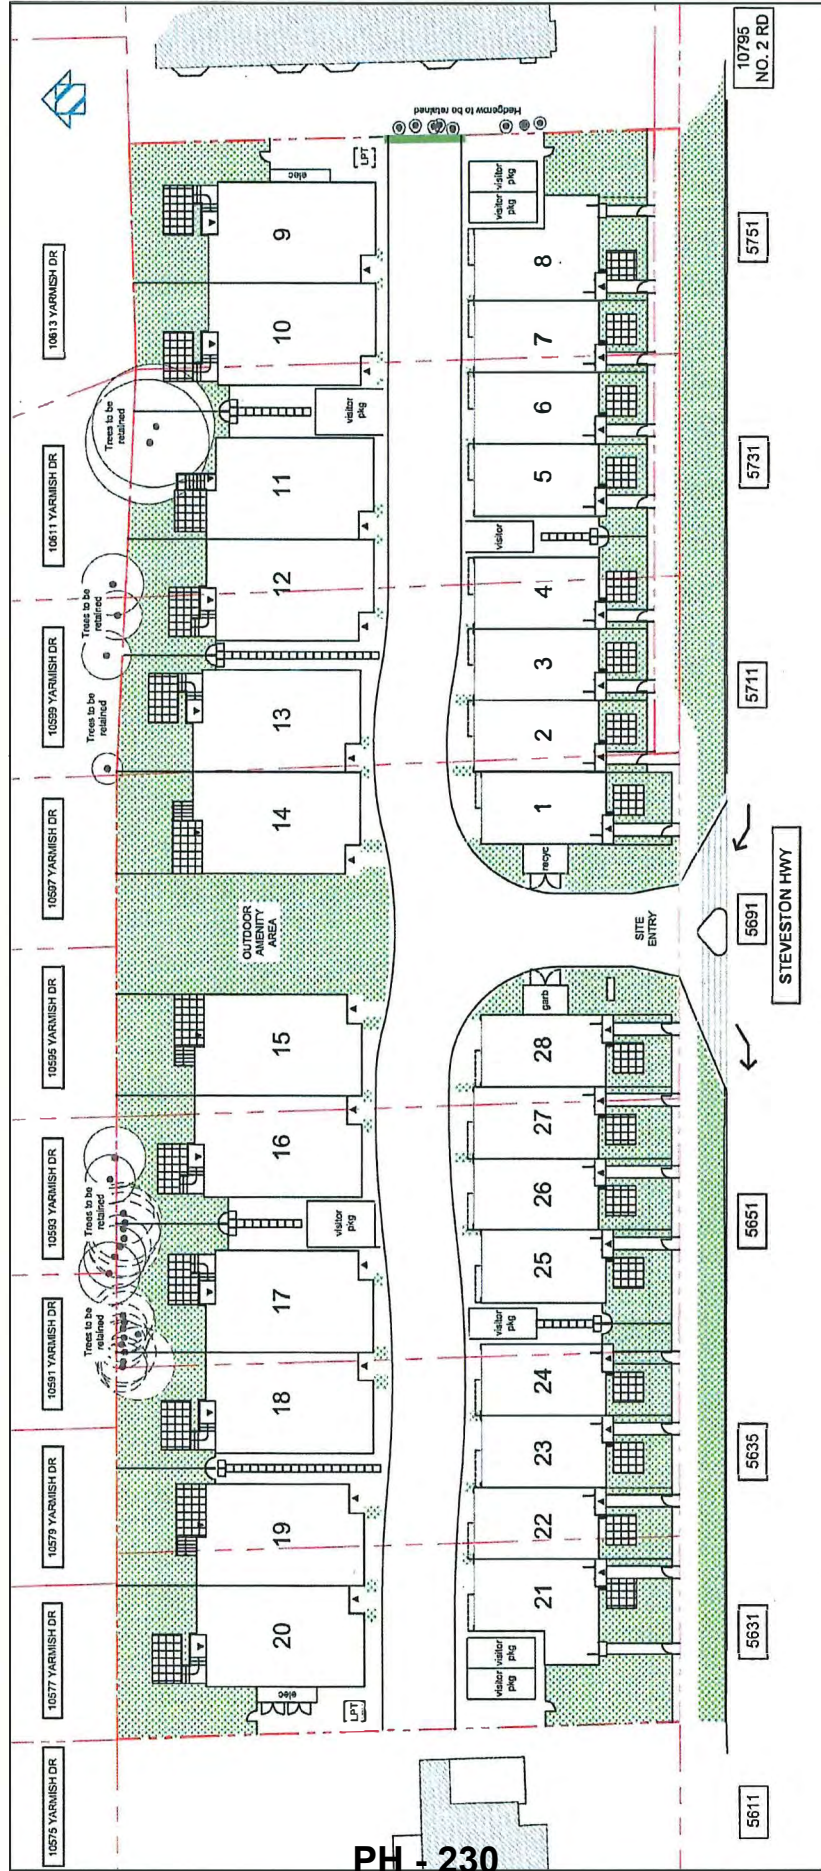 10575 YARMISH DR
10577 YARMISH DR
10579 YARMISH DR
10591 YARMISH DR
10593 YARMISH DR
10595 YARMISH DR
10597 YARMISH DR
10599 YARMISH DR
10611 YARMISH DR
10613 YARMISH DR
Trees to be
retained
Trees to be
retained
Trees to be
retained
Trees to be
retained
Trees to be
retained
elec
20
19
18
17
16
15
OUTDOOR
AMENITY
AREA
14
13
12
11
10
9
elec
LPT
visitor
pkg
visitor
pkg
LPT
Hedgerow to be retained
visitor
pkg
visitor
pkg
21
22
23
24
visitor
pkg
25
26
27
28
garb
recyc
1
2
3
4
visitor
5
6
7
8
visitor
pkg
visitor
pkg
SITE
ENTRY
5611
5631
5635
5651
5691
5711
5731
5751
10795
NO. 2 RD
STEVESTON HWY
PH - 230